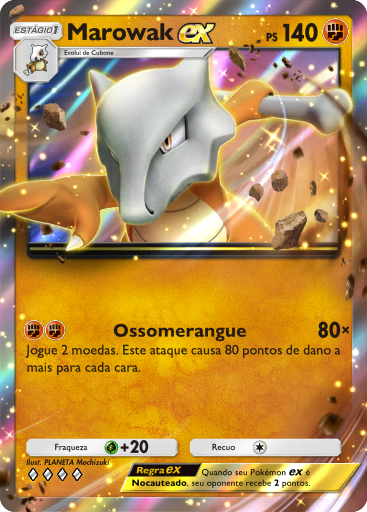 ESTÁGIO 1
Marowak ex
PS 140
Evolui de Cubone
Ossomerangue 80×
Jogue 2 moedas. Este ataque causa 80 pontos de dano a
mais para cada cara.
Fraqueza +20
Recuo
Ilust. PLANETA Mochizuki
Regra ex
Quando seu Pokémon ex é
Nocauteado, seu oponente recebe 2 pontos.